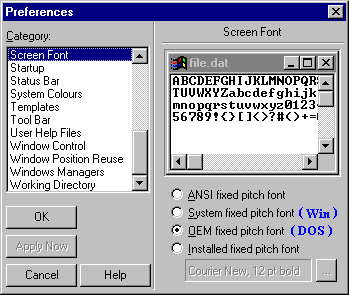 Preferences
Category:
Screen Font
Startup
Status Bar
System Colours
Templates
Tool Bar
User Help Files
Window Control
Window Position Reuse
Windows Managers
Working Directory
OK
Apply Now
Cancel
Help
Screen Font
file.dat
ABCDEFGHIJKLMNOPQRS
TUVVWXYZabcdefghijkl
mnopqrstuvwxyz01234
56789!{}[]<>?#()+=
ANSI fixed pitch font
System fixed pitch font (Win)
OEM fixed pitch font (DOS)
Installed fixed pitch font
Courier New, 12 pt bold
...